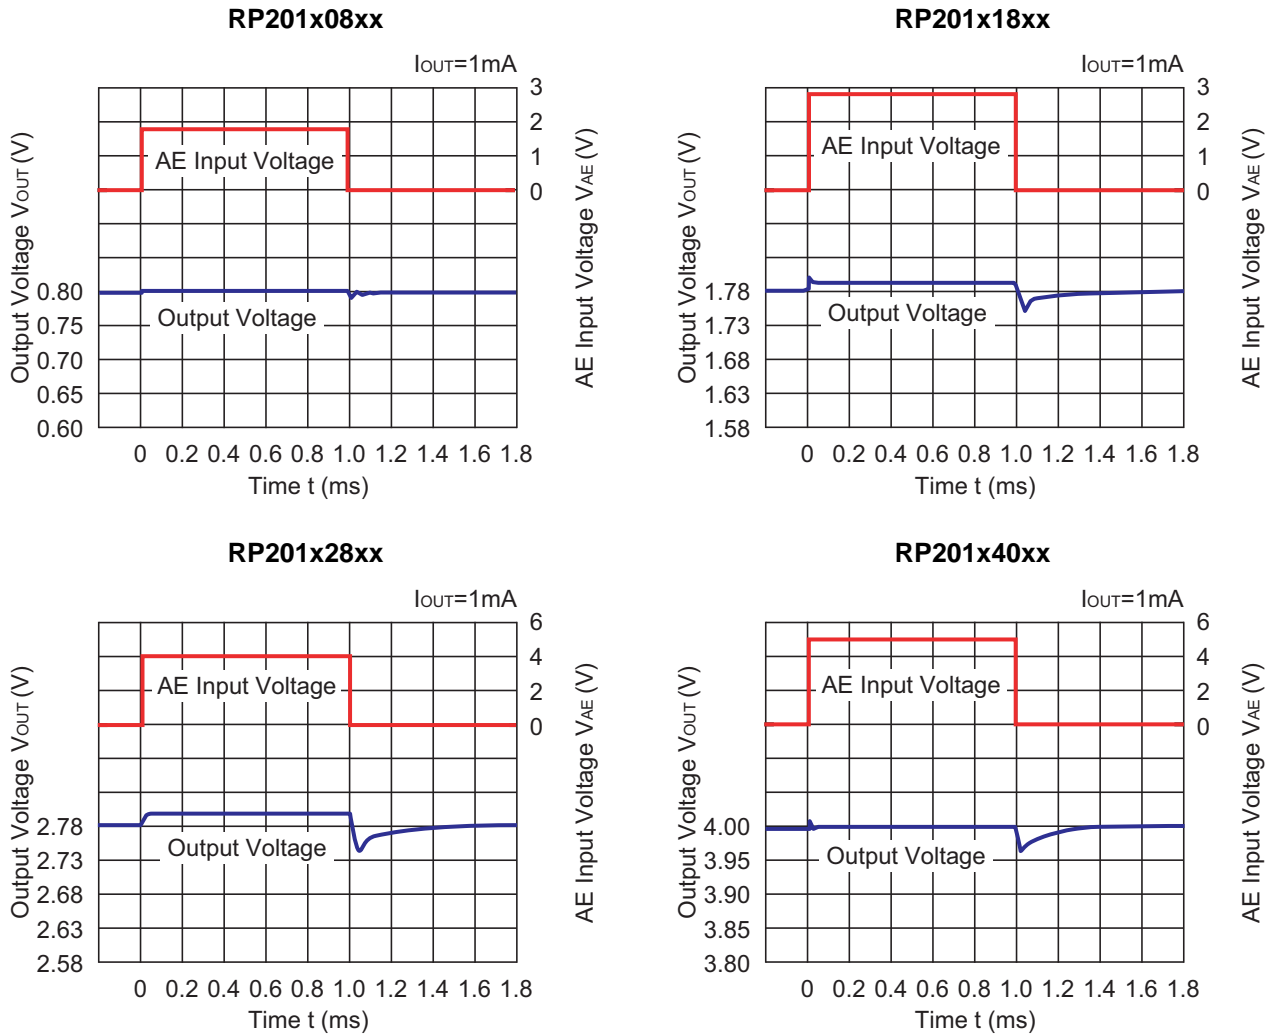 RP201x08xx
IOUT=1mA
Output Voltage VOUT (V)
0.80
0.75
0.70
0.65
0.60
3
2
1
0
AE Input Voltage VAE (V)
AE Input Voltage
Output Voltage
0 0.2 0.4 0.6 0.8 1.0 1.2 1.4 1.6 1.8
Time t (ms)
RP201x18xx
IOUT=1mA
Output Voltage VOUT (V)
1.78
1.73
1.68
1.63
1.58
3
2
1
0
AE Input Voltage VAE (V)
AE Input Voltage
Output Voltage
0 0.2 0.4 0.6 0.8 1.0 1.2 1.4 1.6 1.8
Time t (ms)
RP201x28xx
IOUT=1mA
Output Voltage VOUT (V)
2.78
2.73
2.68
2.63
2.58
6
4
2
0
AE Input Voltage VAE (V)
AE Input Voltage
Output Voltage
0 0.2 0.4 0.6 0.8 1.0 1.2 1.4 1.6 1.8
Time t (ms)
RP201x40xx
IOUT=1mA
Output Voltage VOUT (V)
4.00
3.95
3.90
3.85
3.80
6
4
2
0
AE Input Voltage VAE (V)
AE Input Voltage
Output Voltage
0 0.2 0.4 0.6 0.8 1.0 1.2 1.4 1.6 1.8
Time t (ms)